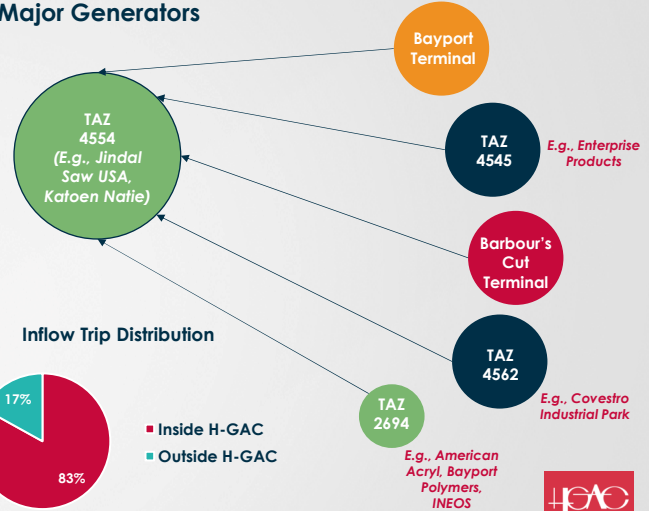 Major Generators
Bayport
Terminal
TAZ
4554
(E.g., Jindal
Saw USA,
Katoen Natie)
TAZ
4545
E.g., Enterprise
Products
Barbour's
Cut
Terminal
Inflow Trip Distribution
TAZ
4562
E.g., Covestro
Industrial Park
17%
83%
Inside H-GAC
Outside H-GAC
TAZ
2694
E.g., American
Acryl, Bayport
Polymers,
INEOS
HGAC